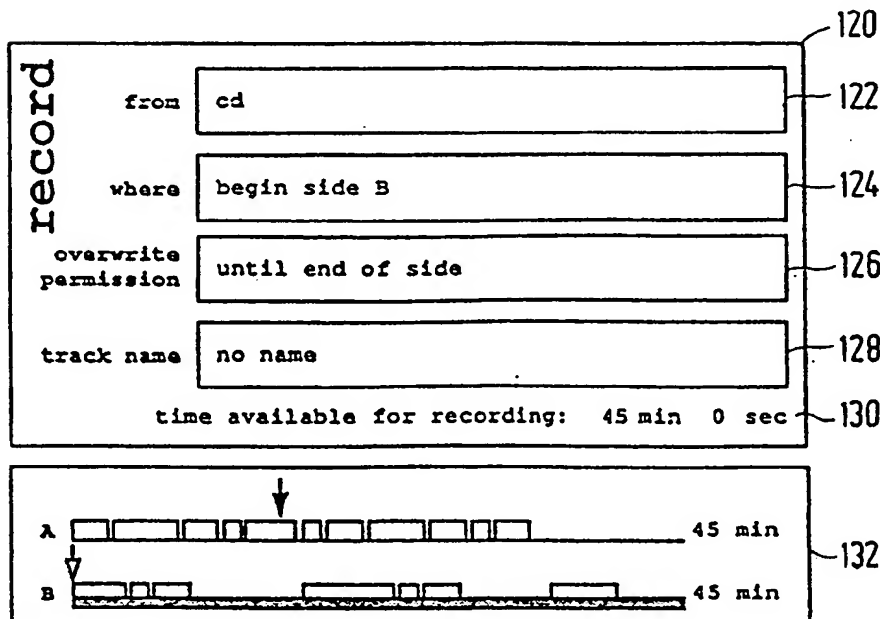 120
record
from cd 122
where begin side B 124
overwrite permission until end of side 126
track name no name 128
time available for recording: 45 min 0 sec 130
A 45 min
132
B 45 min